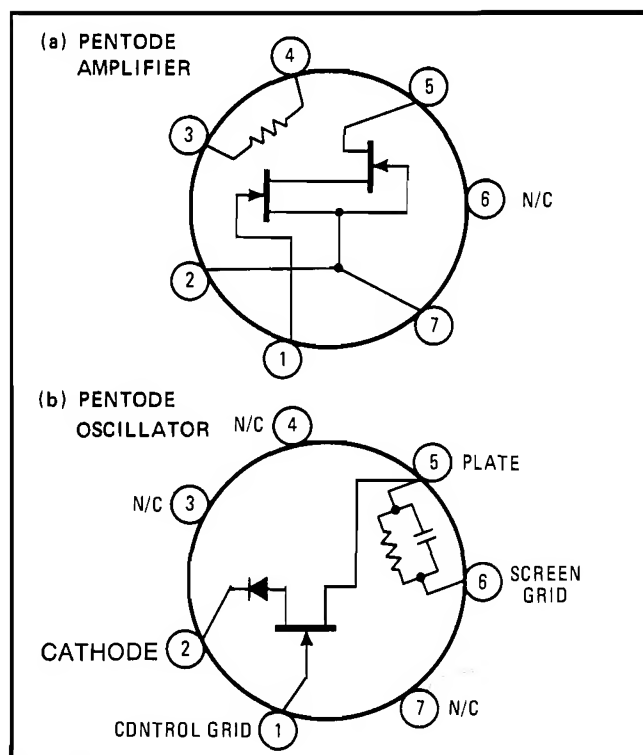 (a) PENTODE
AMPLIFIER
4
5
3
6 N/C
2
7
1
(b) PENTODE
OSCILLATOR
N/C 4
5 PLATE
N/C 3
6 SCREEN
GRID
CATHODE 2
7 N/C
CONTROL GRID 1